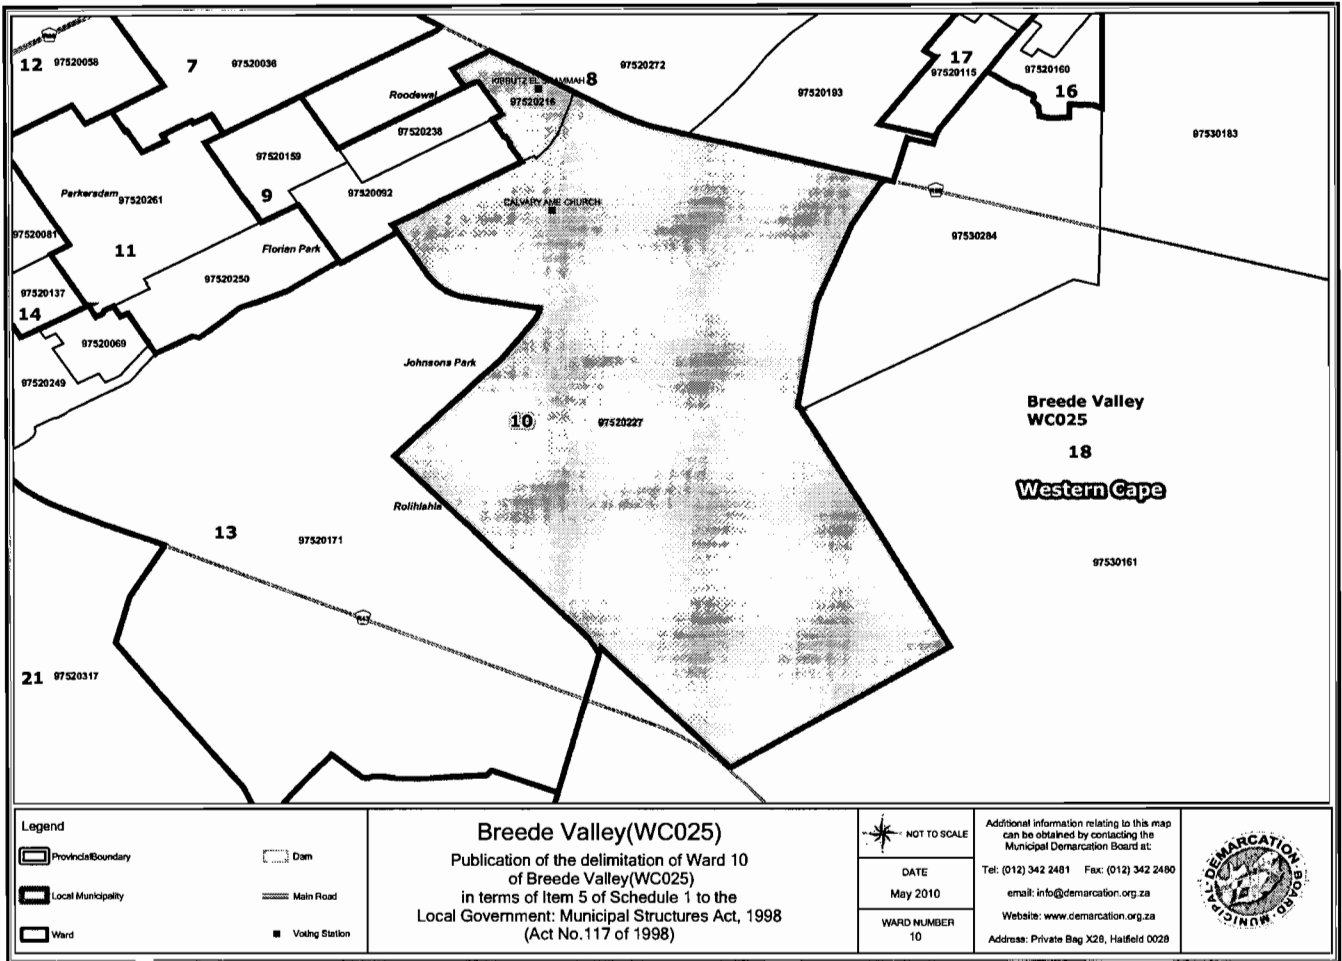 12
97520058
7
97520036
8
97520272
KIBBUTZ EL SHAMMAH
97520216
Roodewal
97520238
97520193
17
97520115
97520160
16
97530183
97520159
9
97520092
Parkersdam
97520261
CALVARY AME CHURCH
97520081
11
Florian Park
97530284
97520250
97520137
14
97520069
97520249
Johnsons Park
10
97520227
Breede Valley
WC025
18
Western Cape
Rolihlahla
13
97520171
97530161
R43
21
97520317
Legend
Provincial Boundary
Local Municipality
Ward
Dam
Main Road
Voting Station
Breede Valley(WC025)
Publication of the delimitation of Ward 10
of Breede Valley(WC025)
in terms of Item 5 of Schedule 1 to the
Local Government: Municipal Structures Act, 1998
(Act No.117 of 1998)
NOT TO SCALE
DATE
May 2010
WARD NUMBER
10
Additional information relating to this map
can be obtained by contacting the
Municipal Demarcation Board at:
Tel: (012) 342 2481 Fax: (012) 342 2480
email: info@demarcation.org.za
Website: www.demarcation.org.za
Address: Private Bag X28, Hatfield 0028
MUNICIPAL DEMARCATION BOARD